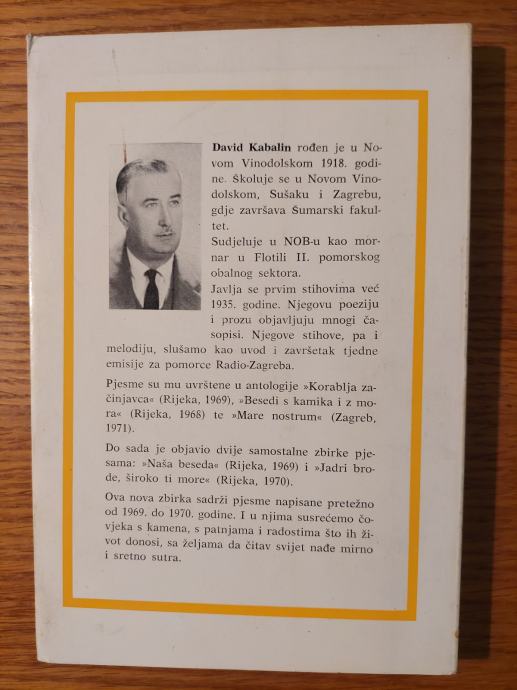 David Kabalin rođen je u No-
vom Vinodolskom 1918. godi-
ne. Školuje se u Novom Vino-
dolskom, Sušaku i Zagrebu,
gdje završava Šumarski fakul-
tet.
Sudjeluje u NOB-u kao mor-
nar u Flotili II. pomorskog
obalnog sektora.
Javlja se prvim stihovima već
1935. godine. Njegovu poeziju
i prozu objavljuju mnogi ča-
sopisi. Njegove stihove, pa i
melodiju, slušamo kao uvod i završetak tjedne
emisije za pomorce Radio-Zagreba.
Pjesme su mu uvrštene u antologije »Korablja za-
činjavca« (Rijeka, 1969), »Besedi s kamika i z mo-
ra« (Rijeka, 1968) te »Mare nostrum« (Zagreb,
1971).
Do sada je objavio dvije samostalne zbirke pje-
sama: »Naša beseda« (Rijeka, 1969) i »Jadri bro-
de, široko ti more« (Rijeka, 1970).
Ova nova zbirka sadrži pjesme napisane pretežno
od 1969. do 1970. godine. I u njima susrećemo čo-
vjeka s kamena, s patnjama i radostima što ih ži-
vot donosi, sa željama da čitav svijet nađe mirno
i sretno sutra.